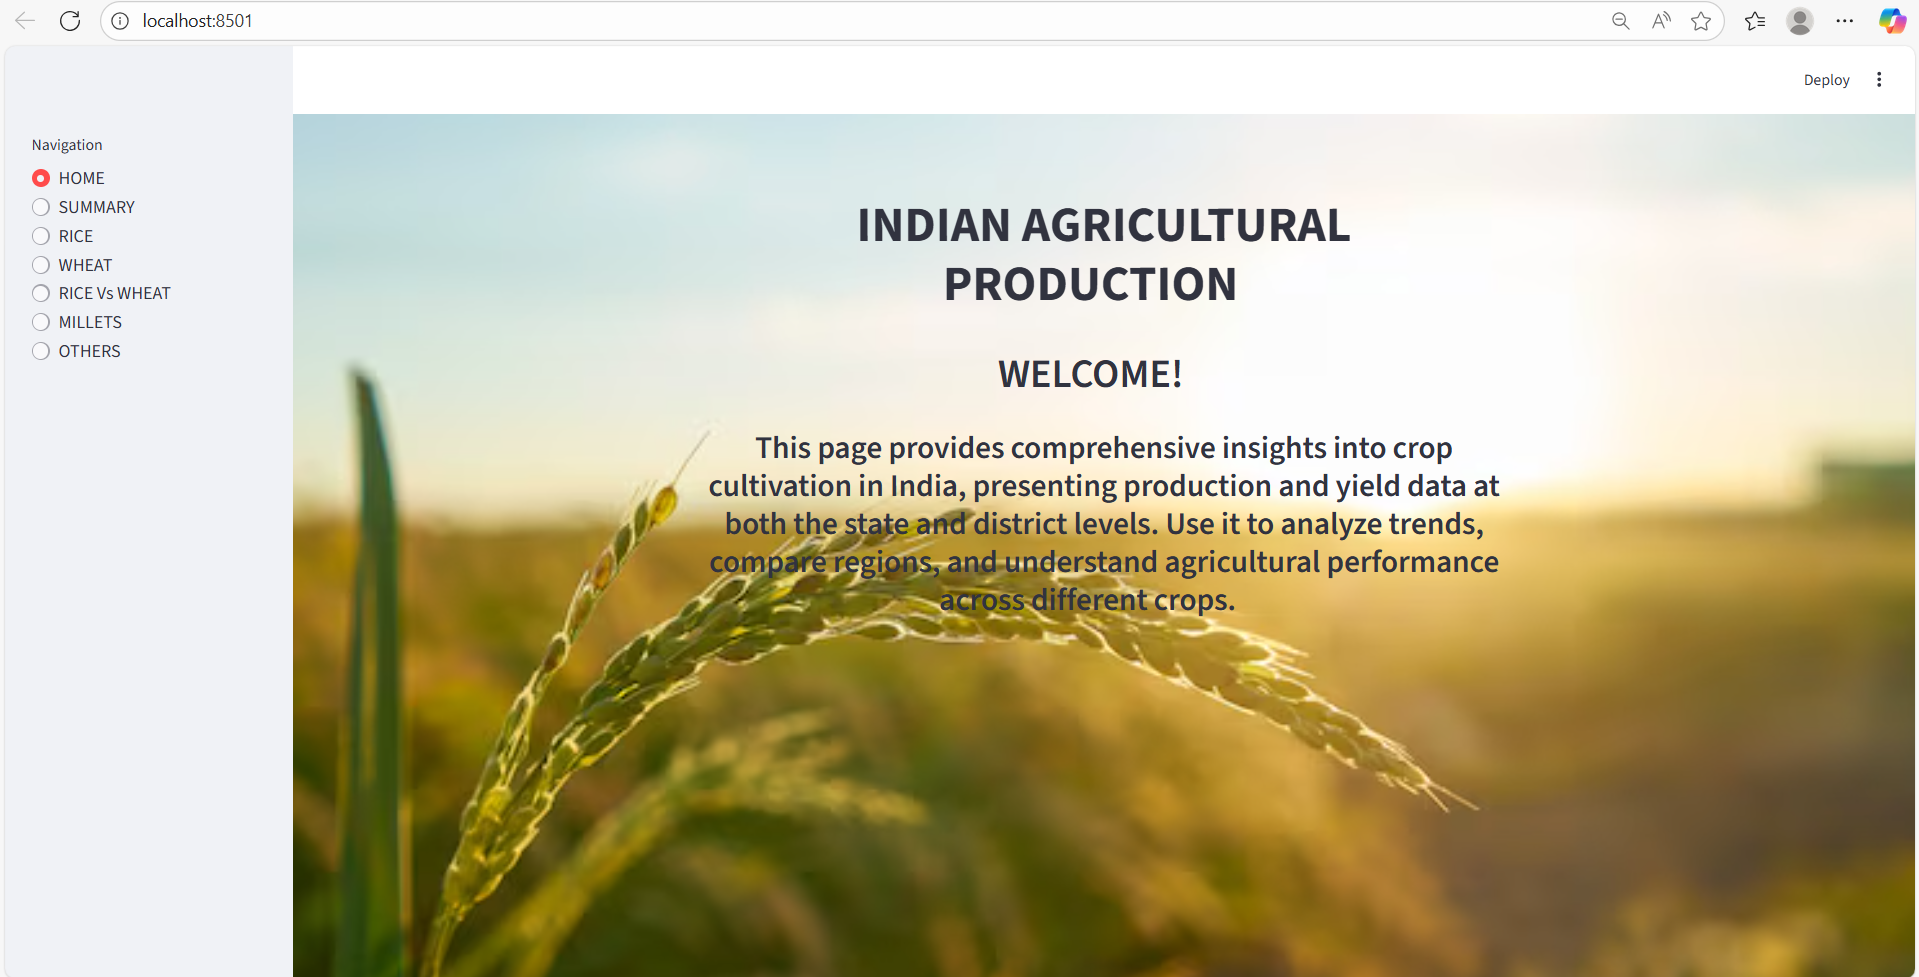 localhost:8501
Deploy
Navigation
HOME
SUMMARY
RICE
WHEAT
RICE Vs WHEAT
MILLETS
OTHERS
INDIAN AGRICULTURAL
PRODUCTION
WELCOME!
This page provides comprehensive insights into crop
cultivation in India, presenting production and yield data at
both the state and district levels. Use it to analyze trends,
compare regions, and understand agricultural performance
across different crops.